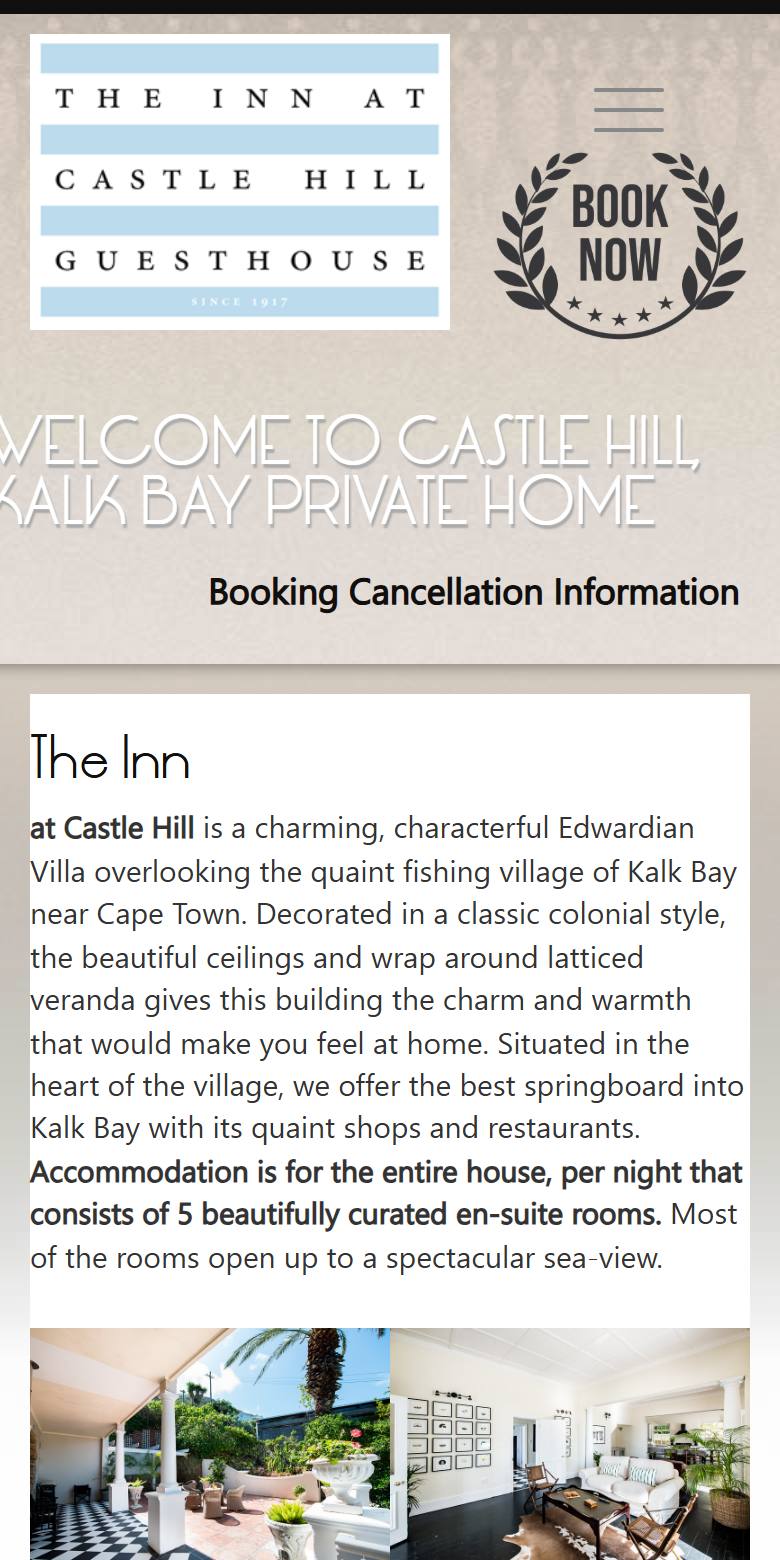 THE INN AT
CASTLE HILL
GUESTHOUSE
SINCE 1917
BOOK
NOW
WELCOME TO CASTLE HILL,
KALK BAY PRIVATE HOME
Booking Cancellation Information
The Inn
at Castle Hill is a charming, characterful Edwardian
Villa overlooking the quaint fishing village of Kalk Bay
near Cape Town. Decorated in a classic colonial style,
the beautiful ceilings and wrap around latticed
veranda gives this building the charm and warmth
that would make you feel at home. Situated in the
heart of the village, we offer the best springboard into
Kalk Bay with its quaint shops and restaurants.
Accommodation is for the entire house, per night that
consists of 5 beautifully curated en-suite rooms. Most
of the rooms open up to a spectacular sea-view.